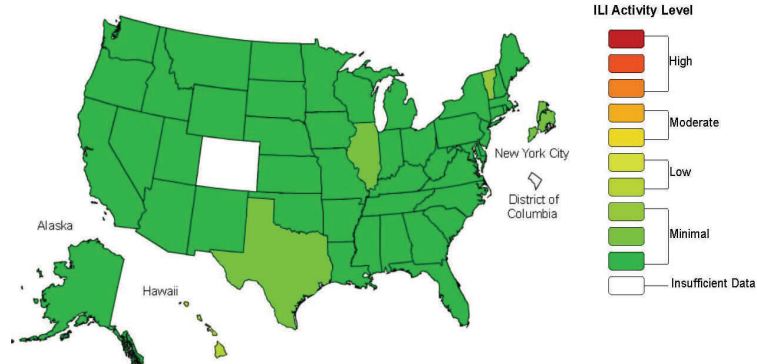 ILI Activity Level
High
Moderate
Low
Minimal
Insufficient Data
New York City
District of
Columbia
Alaska
Hawaii